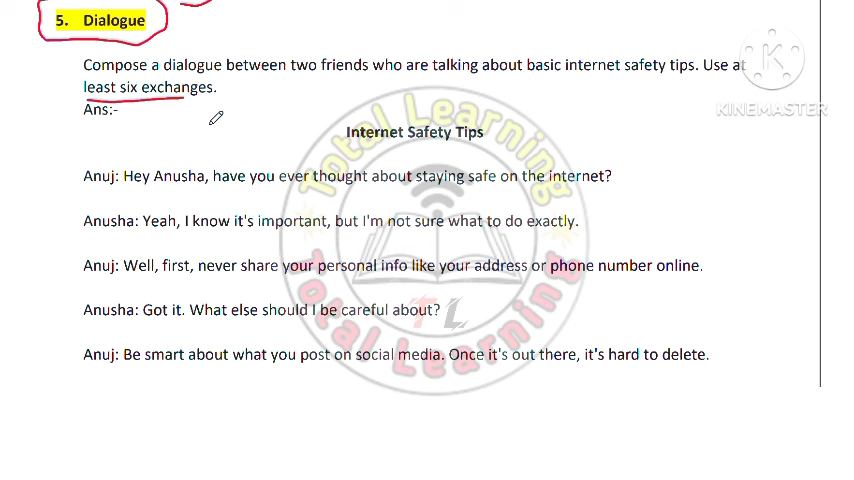 5. Dialogue
Compose a dialogue between two friends who are talking about basic internet safety tips. Use at
least six exchanges.
Ans:-
KINEMASTER
Internet Safety Tips
Anuj: Hey Anusha, have you ever thought about staying safe on the internet?
Anusha: Yeah, I know it's important, but I'm not sure what to do exactly.
Anuj: Well, first, never share your personal info like your address or phone number online.
Anusha: Got it. What else should I be careful about?
Anuj: Be smart about what you post on social media. Once it's out there, it's hard to delete.
Total Learning
TL
Total Learning